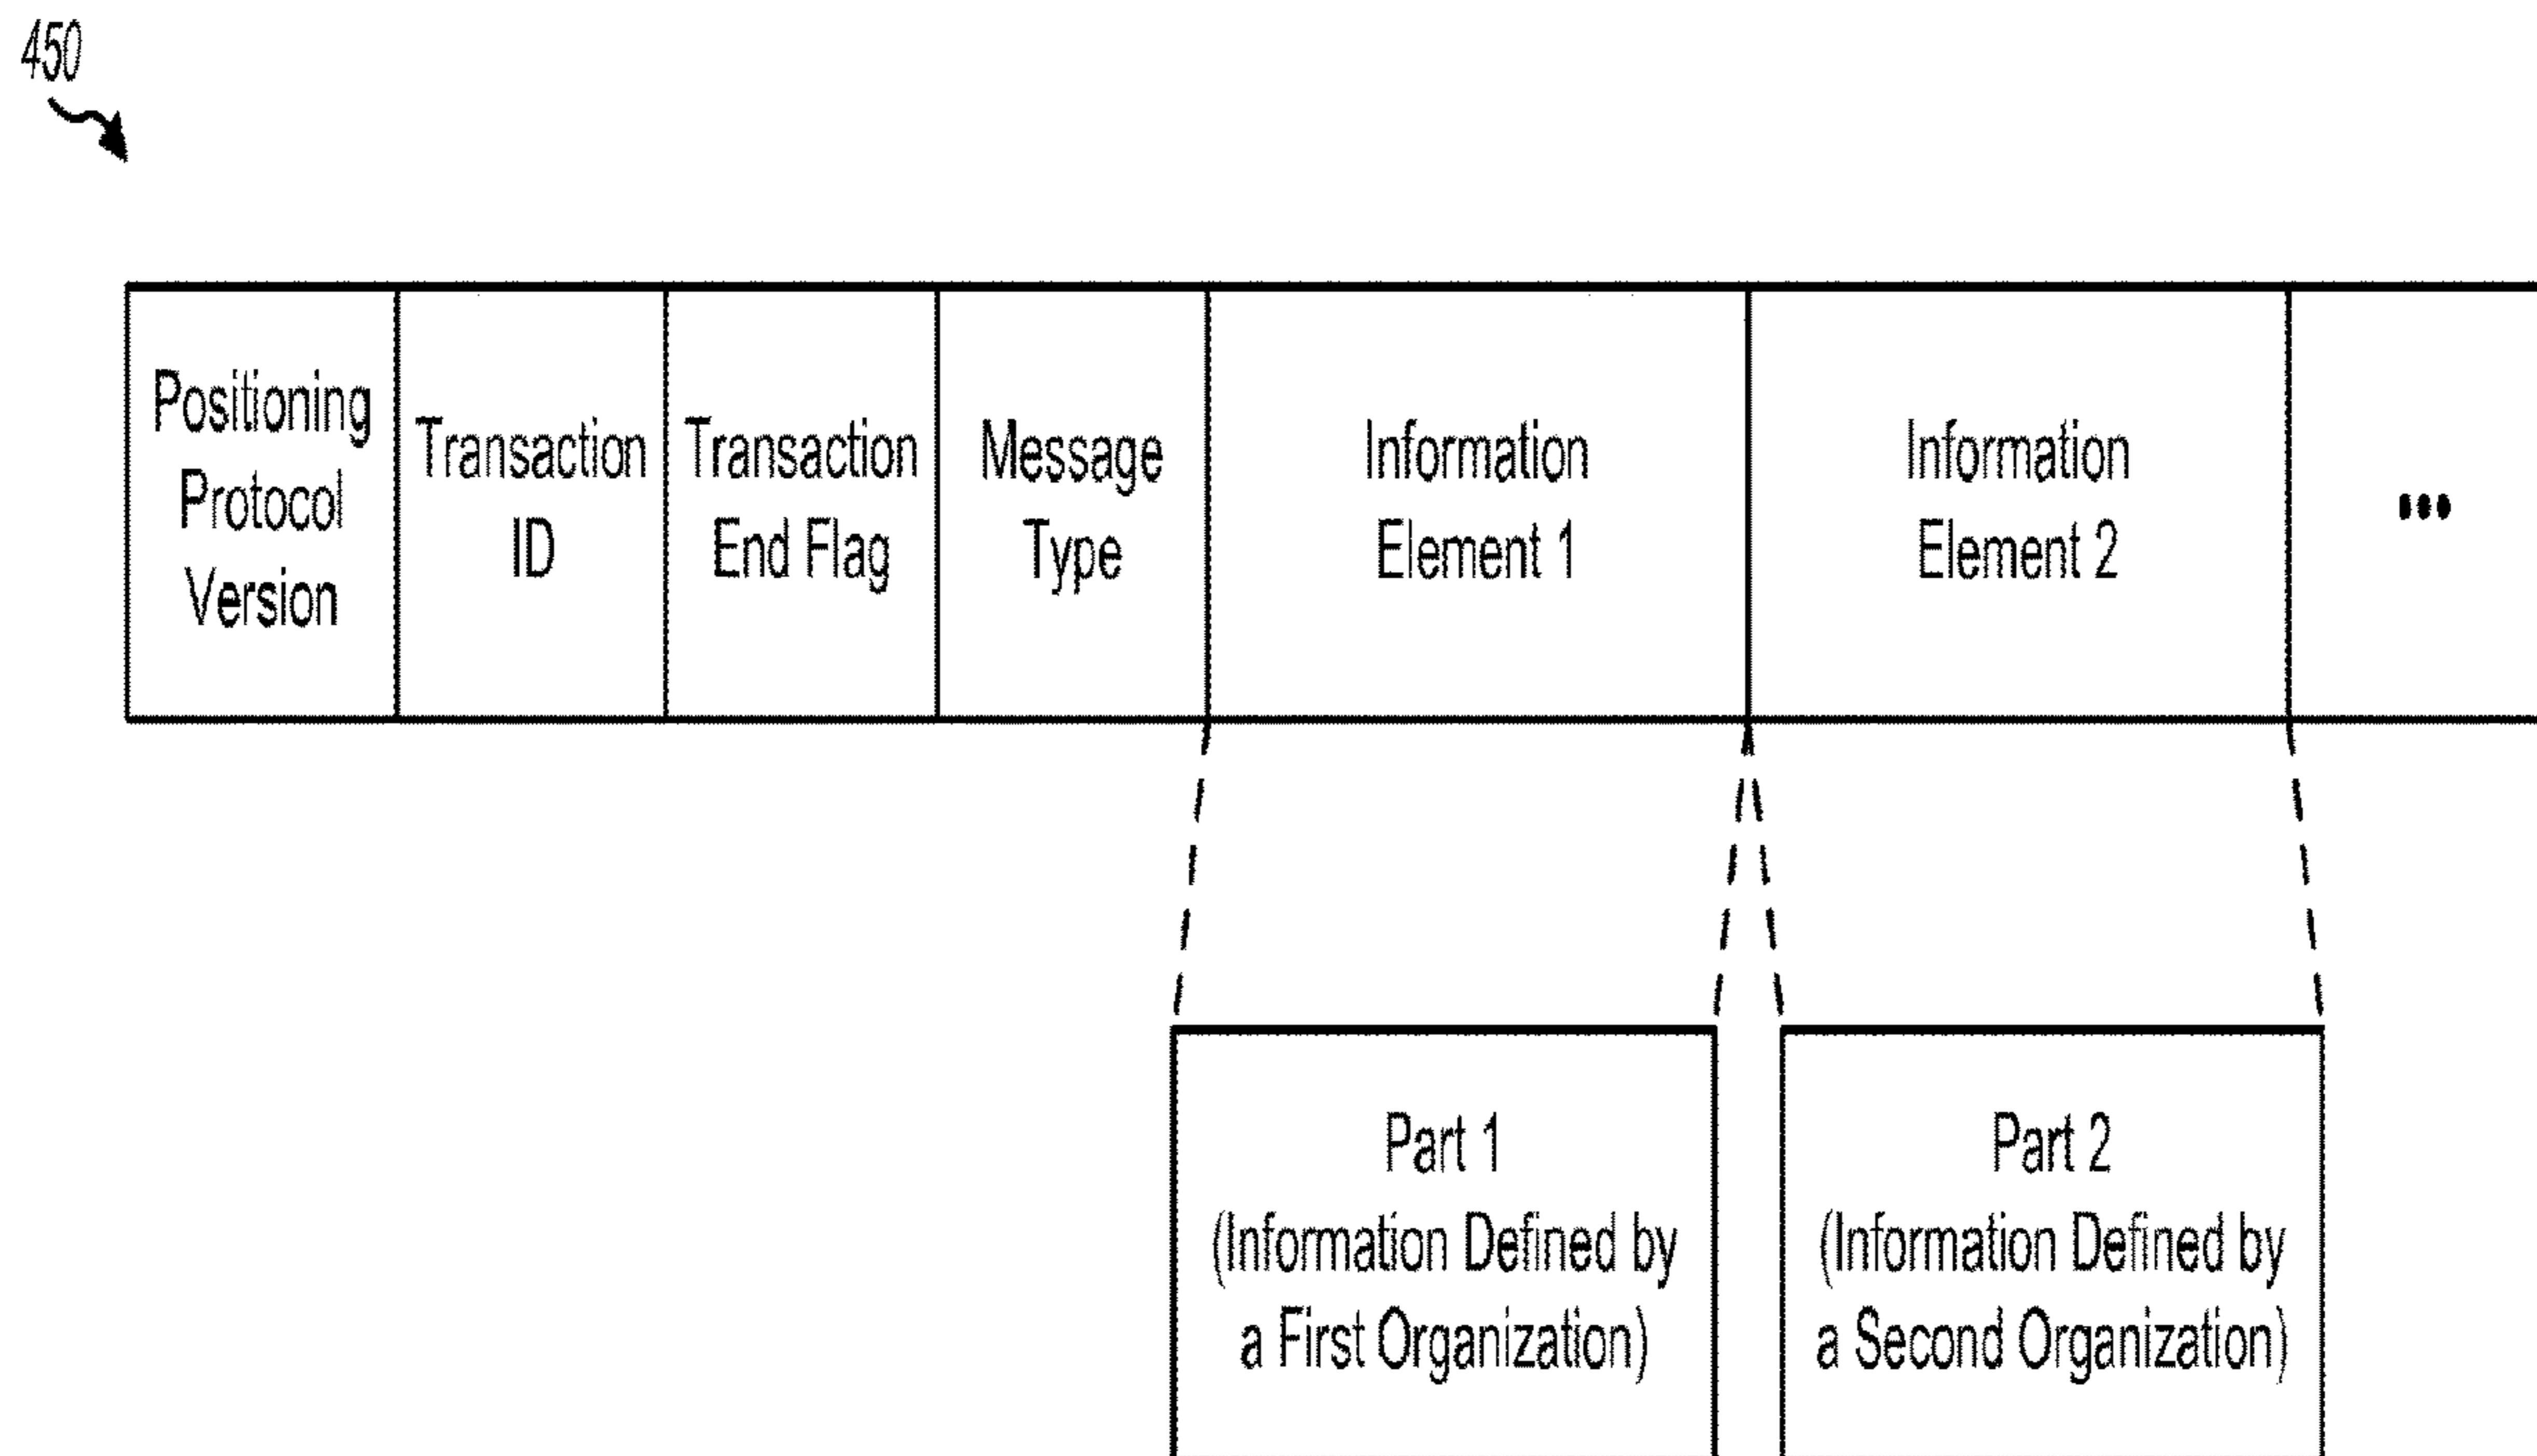 450
Positioning
Protocol
Version
Transaction
ID
Transaction
End Flag
Message
Type
Information
Element 1
Information
Element 2
•••
Part 1
(Information Defined by
a First Organization)
Part 2
(Information Defined by
a Second Organization)